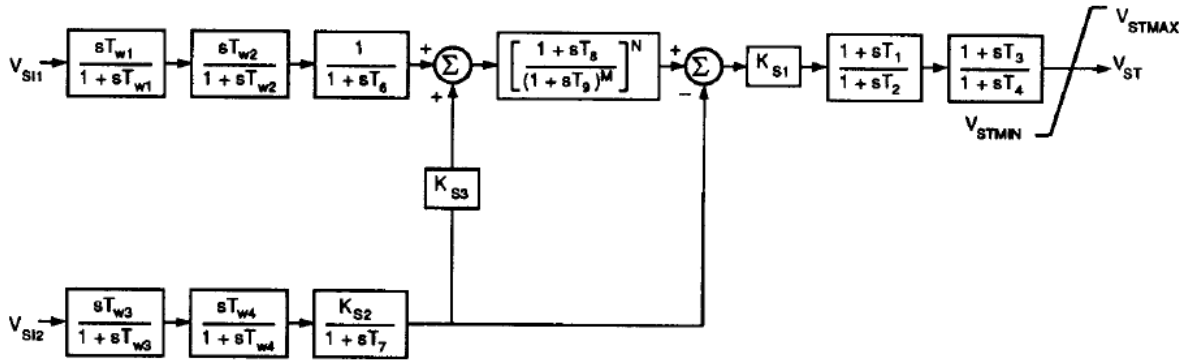 V_SI1
sT_w1
1 + sT_w1
sT_w2
1 + sT_w2
1
1 + sT_6
+
Σ
+
[ 1 + sT_8
(1 + sT_9)^M ]^N
+
Σ
−
K_S1
1 + sT_1
1 + sT_2
1 + sT_3
1 + sT_4
V_STMAX
V_ST
V_STMIN
K_S3
V_SI2
sT_w3
1 + sT_w3
sT_w4
1 + sT_w4
K_S2
1 + sT_7